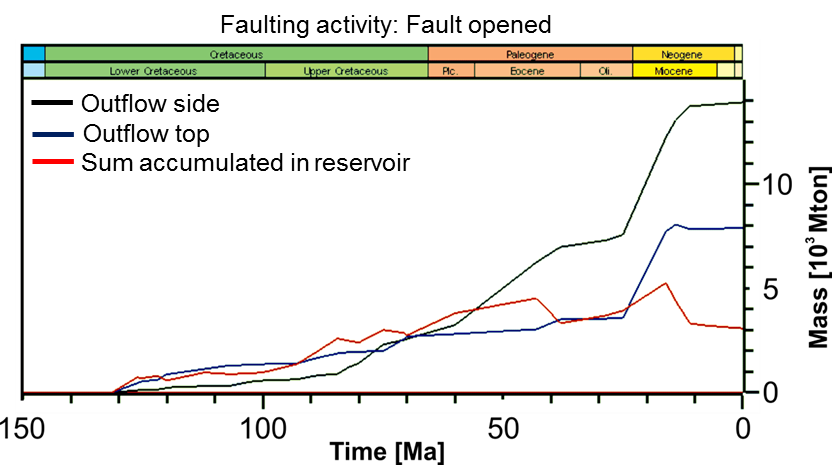 Faulting activity: Fault opened
Cretaceous Paleogene Neogene
Lower Cretaceous Upper Cretaceous Plc. Eocene Oli. Miocene
Outflow side
Outflow top
Sum accumulated in reservoir
10
5
0
Mass [10³ Mton]
150 100 50 0
Time [Ma]